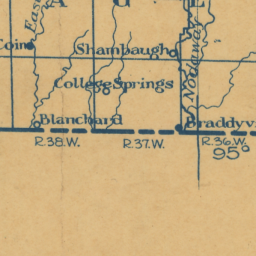 A G E
East
Coin
Shambaugh
Nodaway
College Springs
Blanchard
Braddyv
R.38.W.
R.37.W.
R.36.W.
95°